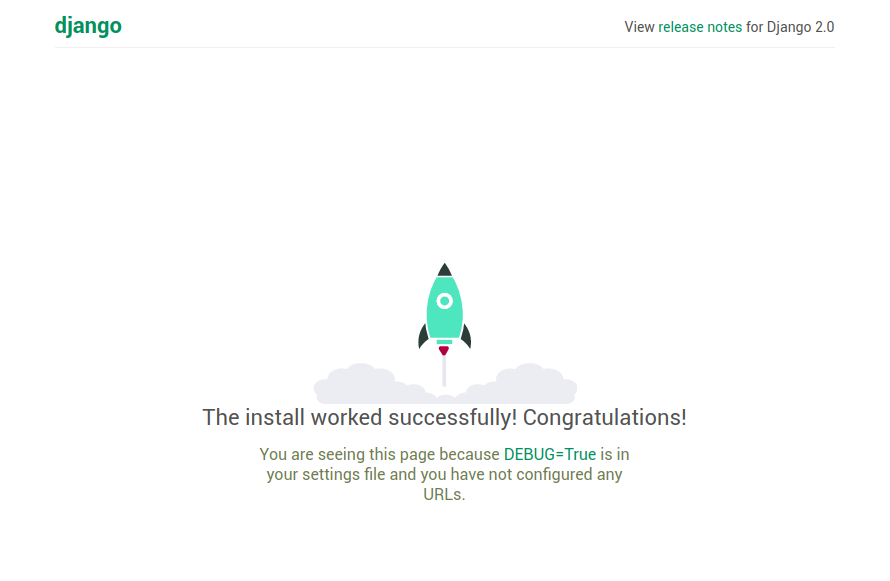 django
View release notes for Django 2.0
The install worked successfully! Congratulations!
You are seeing this page because DEBUG=True is in
your settings file and you have not configured any
URLs.